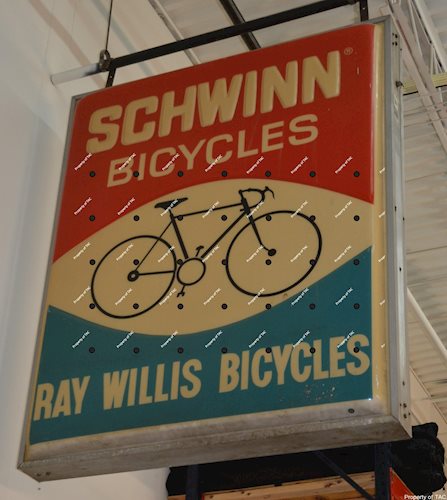 SCHWINN®
BICYCLES
RAY WILLIS BICYCLES
Property of TAC